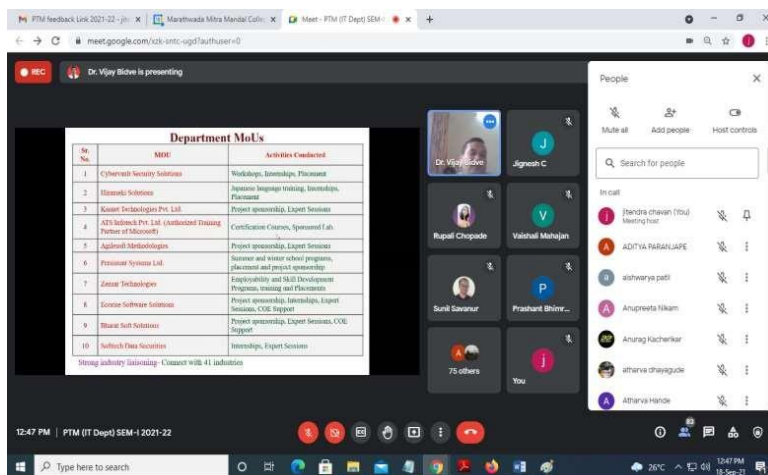 PTM feedback Link 2021-22 - jit
Marathwada Mitra Mandal Colle
Meet - PTM (IT Dept) SEM-I
meet.google.com/xzk-sntc-ugd?authuser=0
REC
Dr. Vijay Bidve is presenting
Department MoUs
Sr. No. MOU Activities Conducted
1 Cybervault Security Solutions Workshops, Internships, Placement
2 Solutions Japanese language training, Internships, Placement
3 Technologies Pvt. Ltd. Project sponsorship, Expert Sessions
4 ATS Infotech Pvt. Ltd. (Authorized Training Partner of Microsoft) Certification Courses, Sponsored Lab
5 Agilesoft Methodologies Project sponsorship, Expert Sessions
6 Persistent Systems Ltd. Summer and winter school programs, placement and project sponsorship
7 Zensar Technologies Employability and Skill Development Programs, training and Placements
8 Software Solutions Project sponsorship, Internships, Expert Sessions, COE Support
9 Bharat Soft Solutions Project sponsorship, Expert Sessions, COE Support
10 Softtech Data Securities Internships, Expert Sessions
Strong industry liaisoning- Connect with 41 industries
Dr. Vijay Bidve
J
Jignesh C
Rupali Chopade
V
Vaishali Mahajan
Sunil Savanur
P
Prashant Bhimr...
A
75 others
j
You
People
Mute all
Add people
Host controls
Search for people
In call
jitendra chavan (You)
Meeting host
A ADITYA PARANJAPE
a aishwarya patil
A Anupreeta Nikam
Anurag Kacherikar
atharva dhayagude
A Atharva Hande
12:47 PM | PTM (IT Dept) SEM-I 2021-22
83
Type here to search
26°C
12:47 PM
18-Sep-21